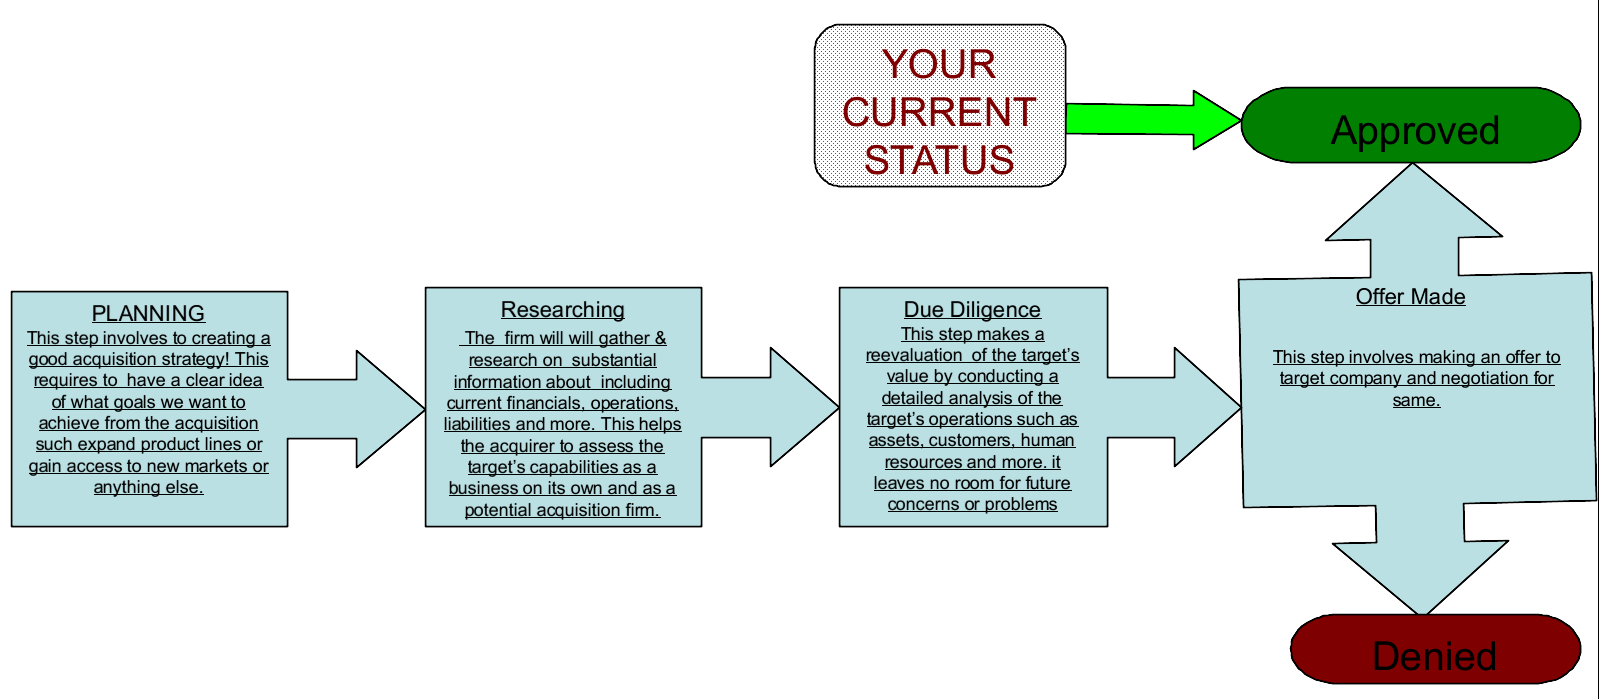 YOUR
CURRENT
STATUS
Approved
PLANNING
This step involves to creating a
good acquisition strategy! This
requires to  have a clear idea
of what goals we want to
achieve from the acquisition
such expand product lines or
gain access to new markets or
anything else.
Researching
The  firm will will gather &
research on  substantial
information about  including
current financials, operations,
liabilities and more. This helps
the acquirer to assess the
target’s capabilities as a
business on its own and as a
potential acquisition firm.
Due Diligence
This step makes a
reevaluation  of the target’s
value by conducting a
detailed analysis of the
target’s operations such as
assets, customers, human
resources and more. it
leaves no room for future
concerns or problems
Offer Made
This step involves making an offer to
target company and negotiation for
same.
Denied